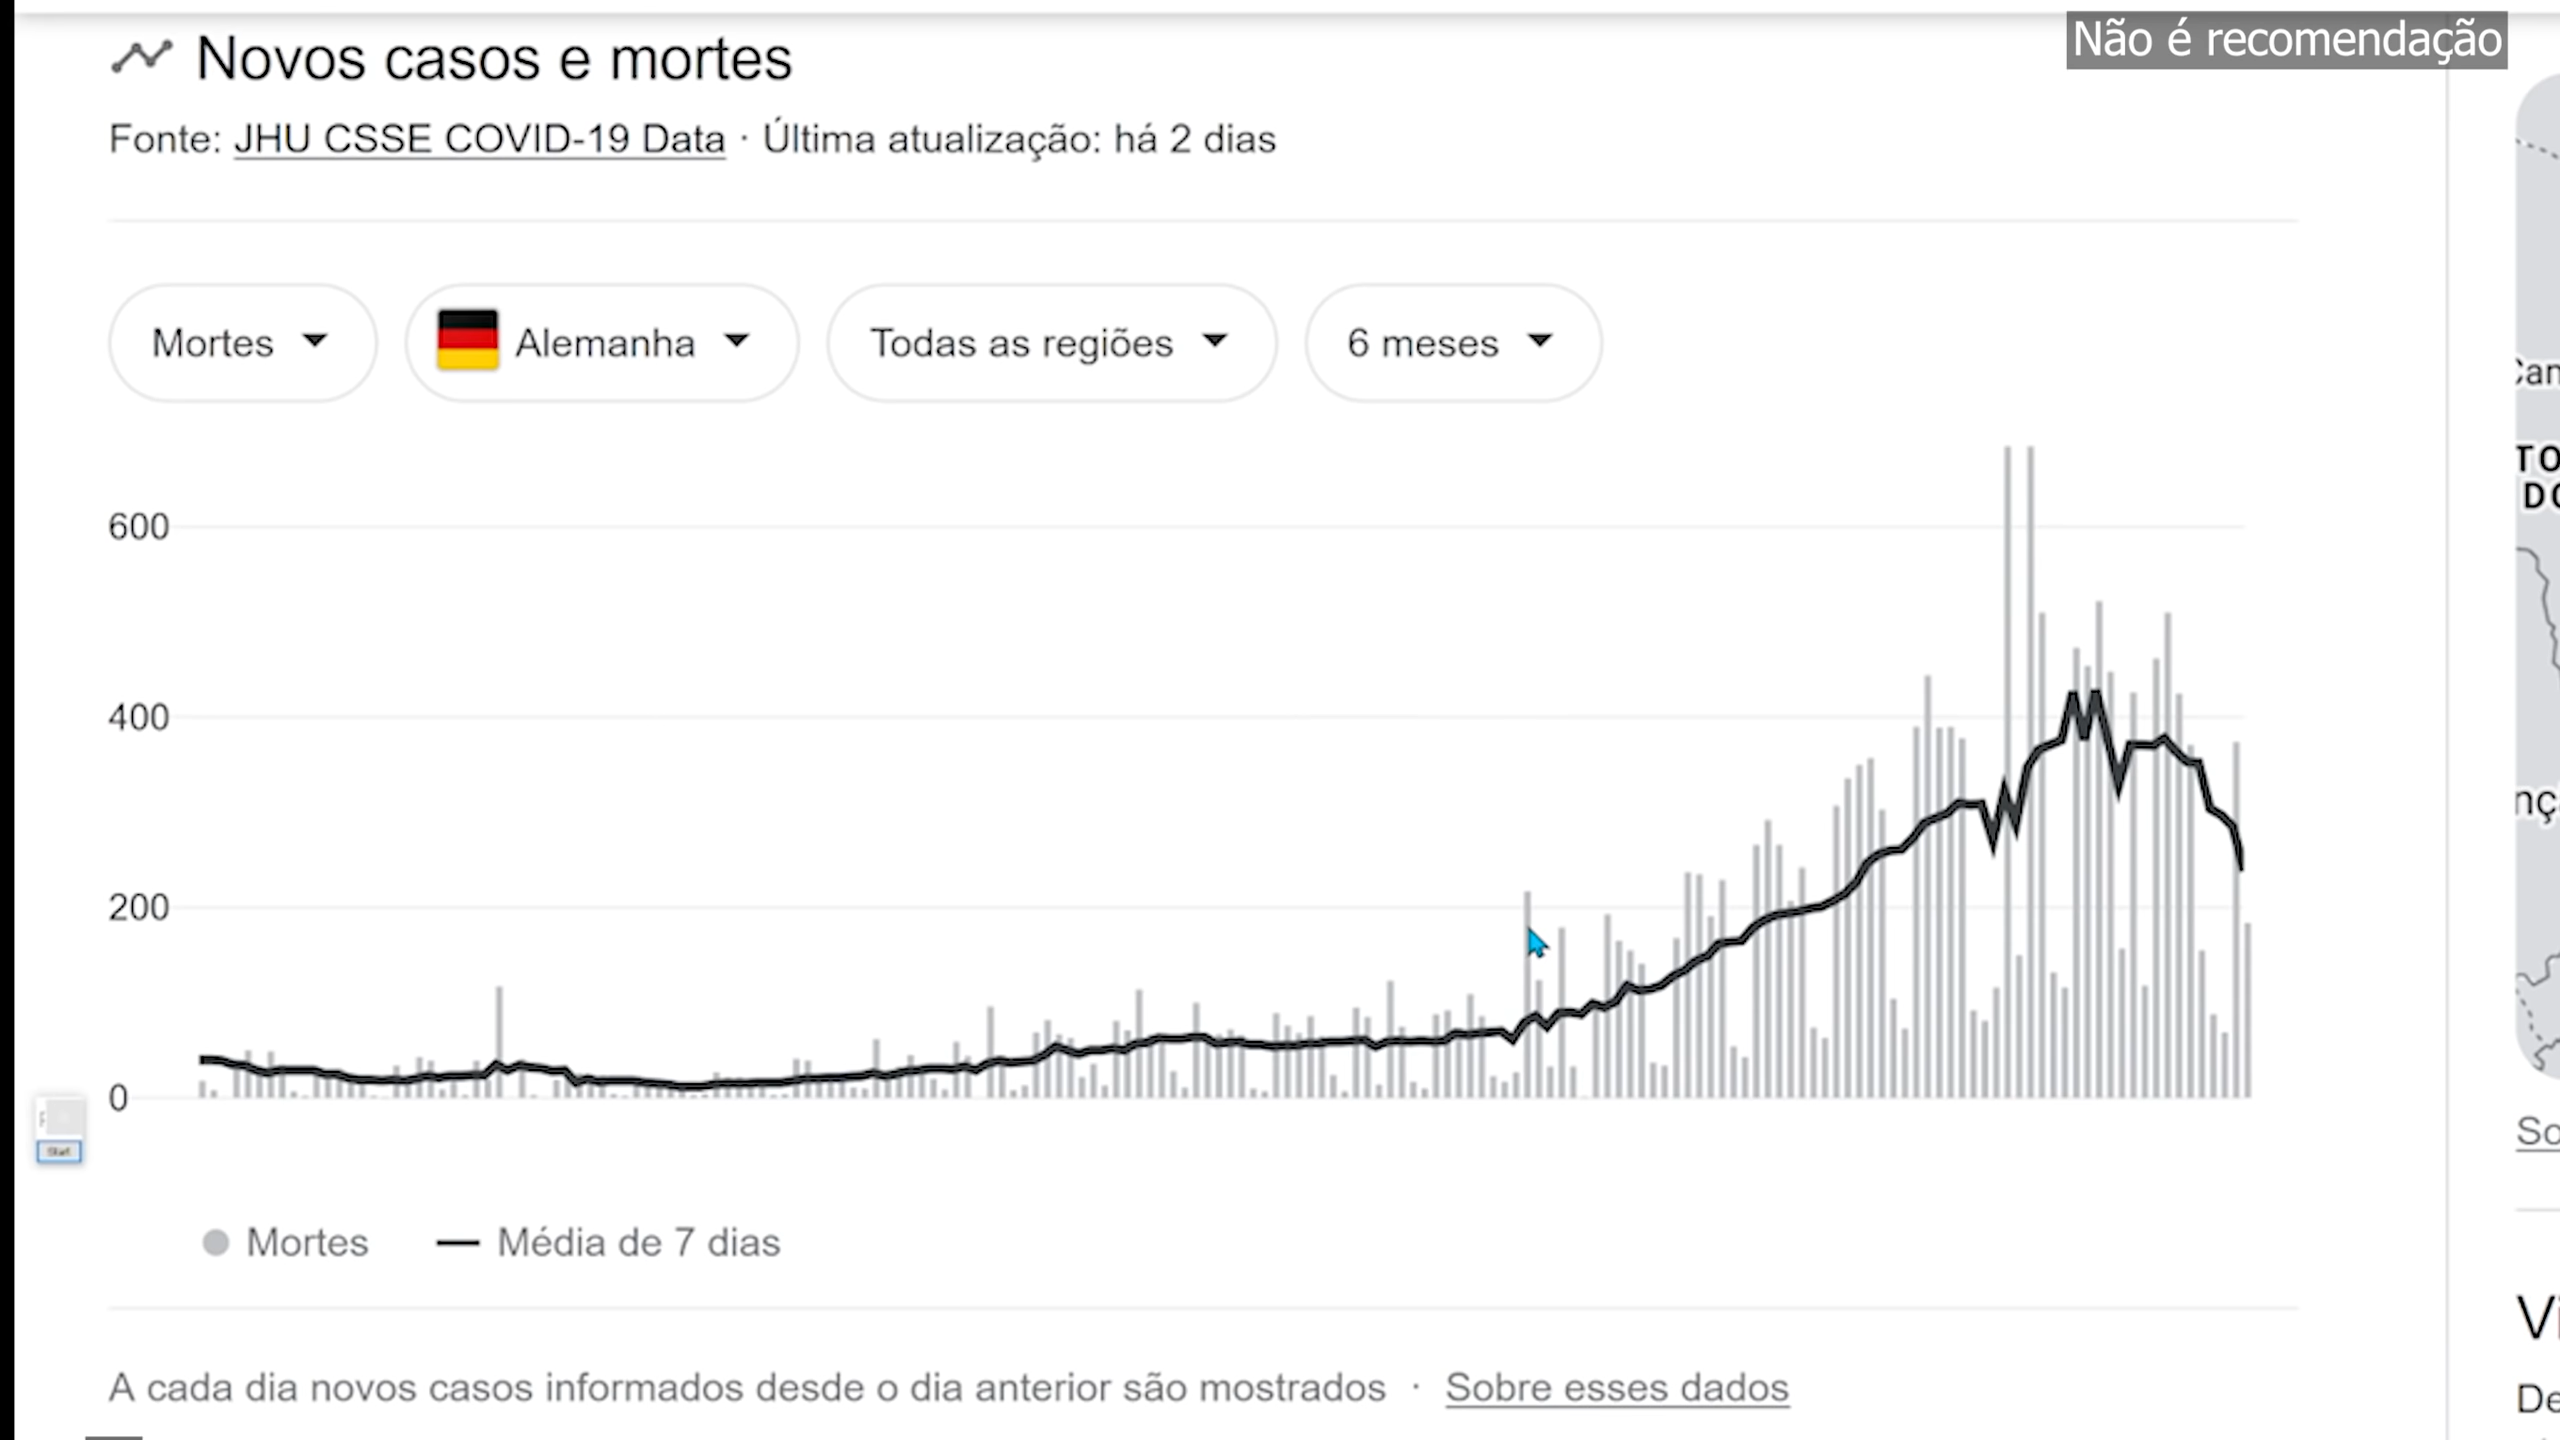 Não é recomendação
Novos casos e mortes
Fonte: JHU CSSE COVID-19 Data · Última atualização: há 2 dias
Mortes
Alemanha
Todas as regiões
6 meses
600
400
200
0
Mortes
Média de 7 dias
A cada dia novos casos informados desde o dia anterior são mostrados · Sobre esses dados